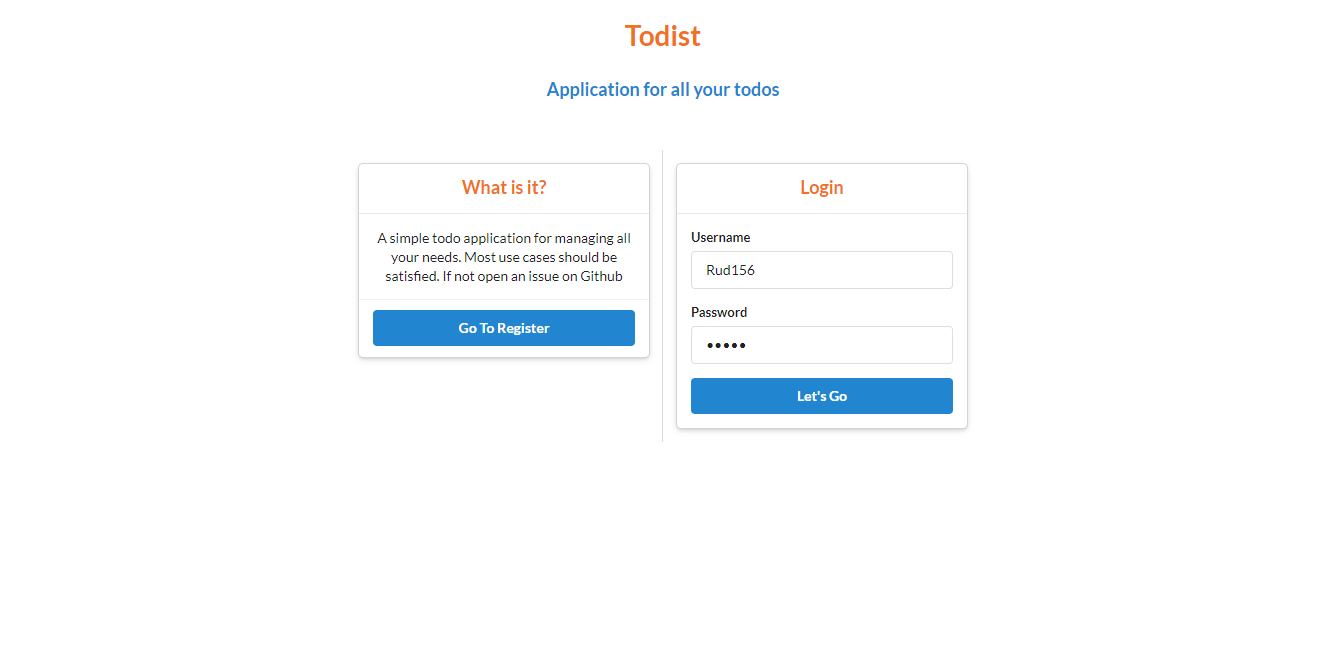 Todist
Application for all your todos
What is it?
A simple todo application for managing all
your needs. Most use cases should be
satisfied. If not open an issue on Github
Go To Register
Login
Username
Rud156
Password
•••••
Let's Go